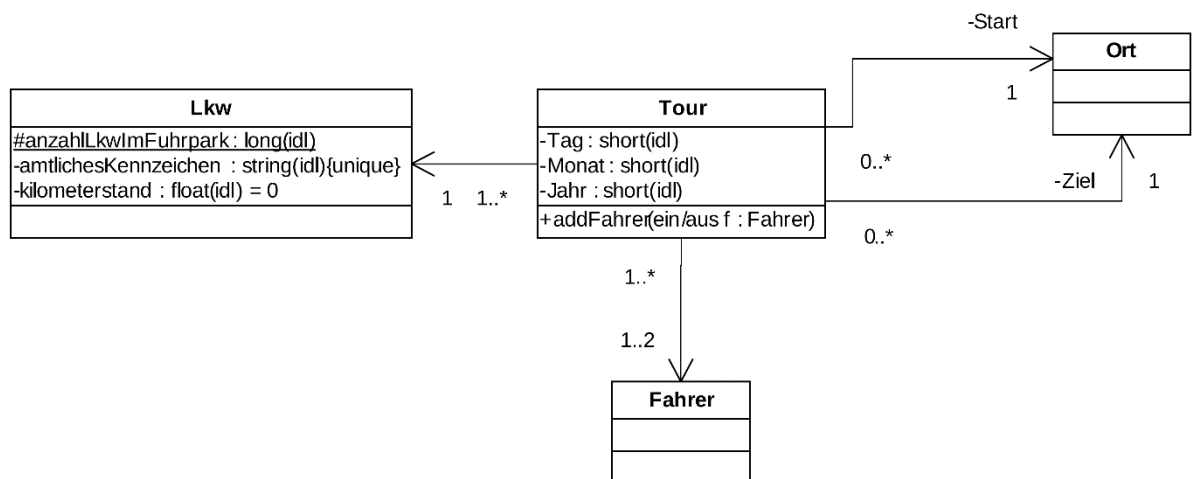 -Start
Ort
1
Lkw
#anzahlLkwImFuhrpark : long(idl)
-amtlichesKennzeichen : string(idl){unique}
-kilometerstand : float(idl) = 0
1 1..*
Tour
-Tag : short(idl)
-Monat : short(idl)
-Jahr : short(idl)
+addFahrer(ein/aus f : Fahrer)
0..*
-Ziel 1
0..*
1..*
1..2
Fahrer